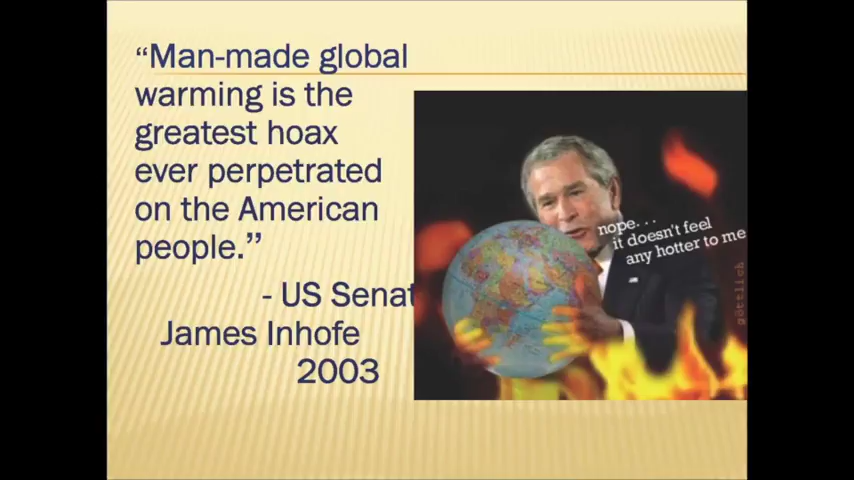 “Man-made global
warming is the
greatest hoax
ever perpetrated
on the American
people.”
- US Senat
James Inhofe
2003
nope. . .
it doesn't feel
any hotter to me
göttlich